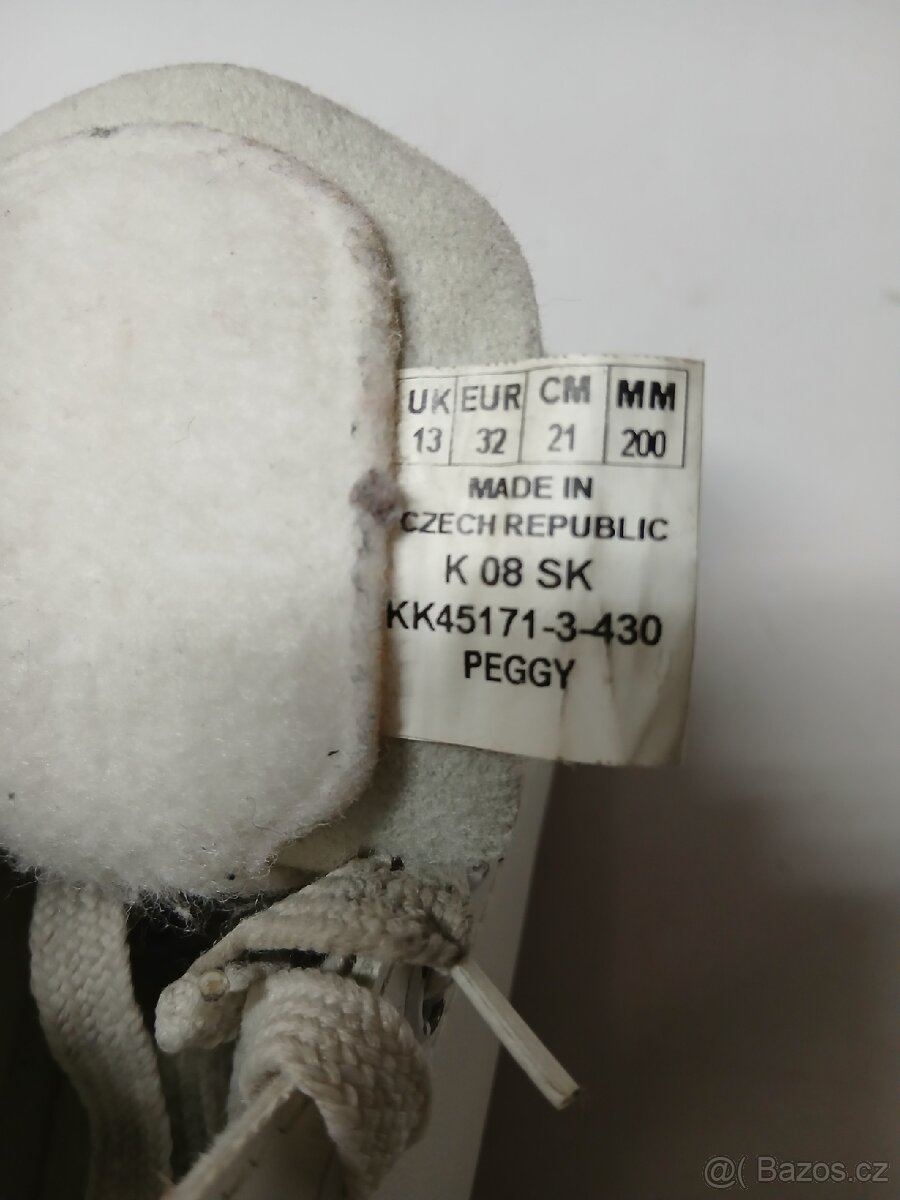 UK EUR CM MM
13 32 21 200
MADE IN
CZECH REPUBLIC
K 08 SK
KK45171-3-430
PEGGY
@( Bazos.cz